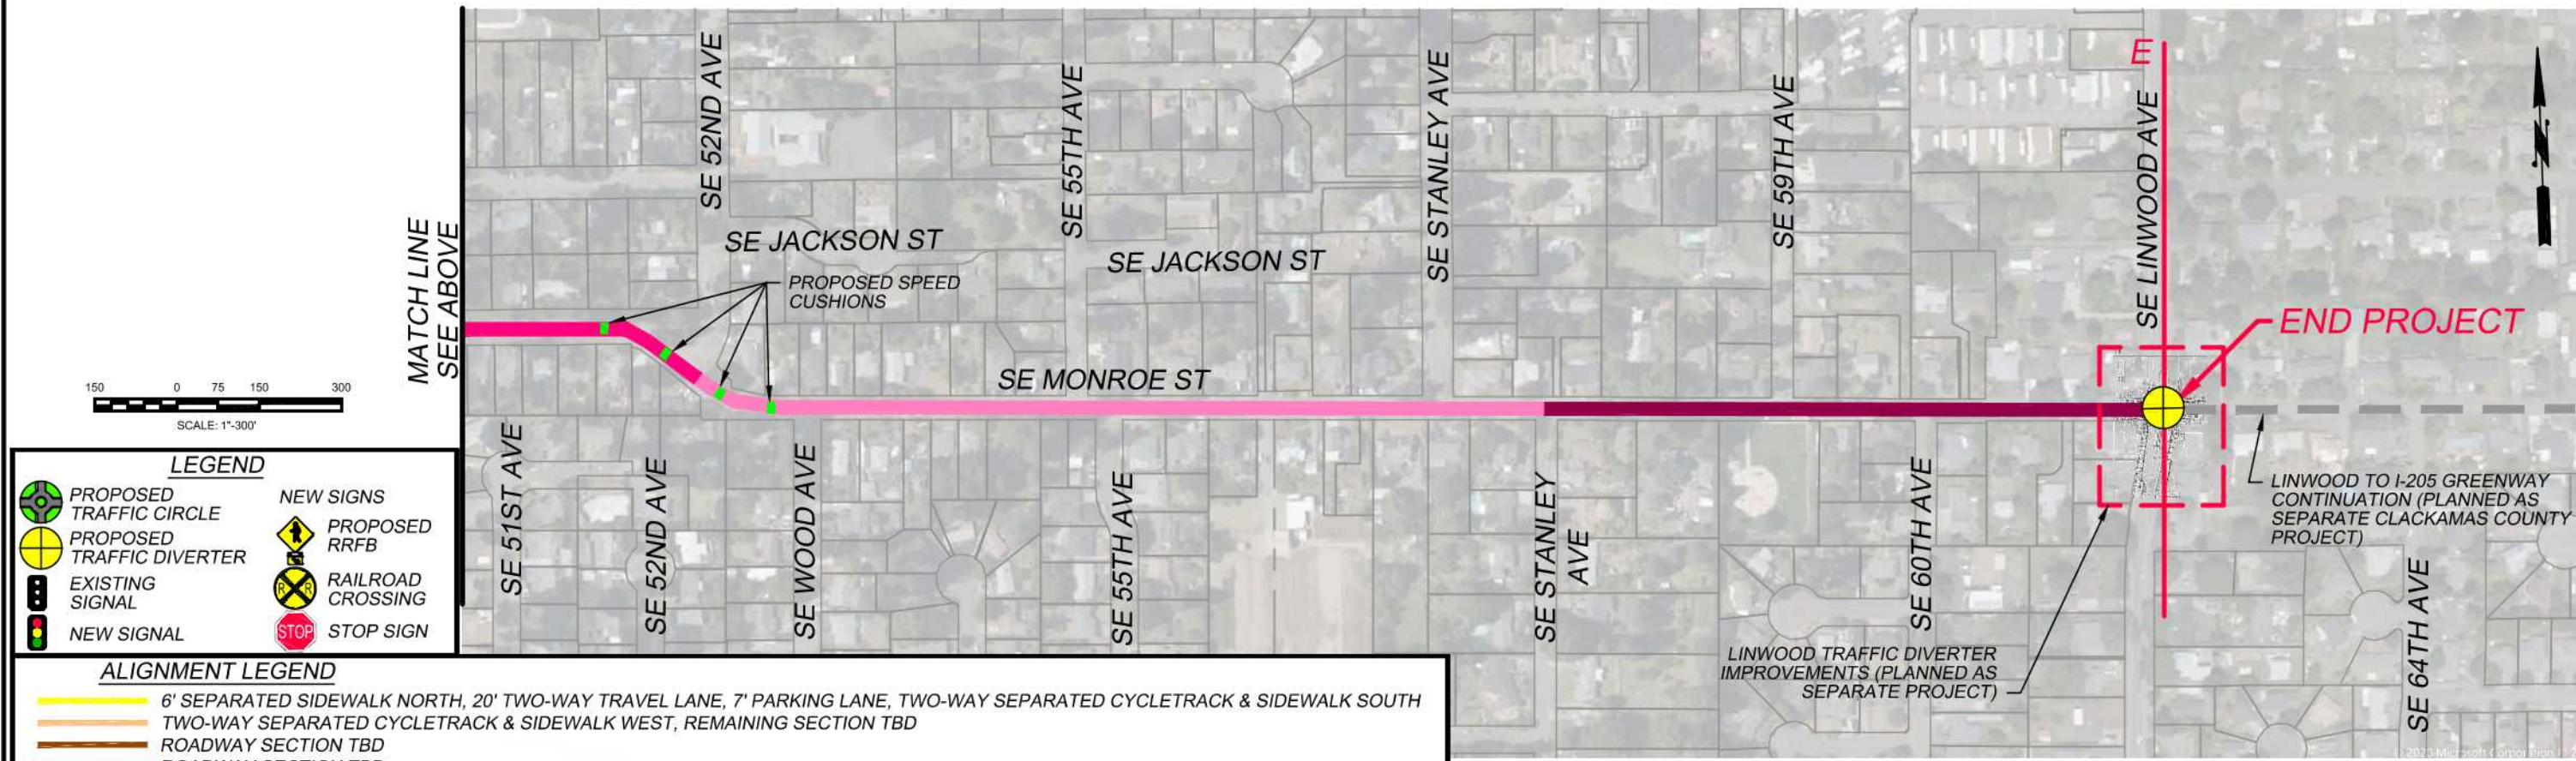 SE 52ND AVE
SE 55TH AVE
SE STANLEY AVE
SE 59TH AVE
SE LINWOOD AVE
E
N
MATCH LINE
SEE ABOVE
SE JACKSON ST
SE JACKSON ST
PROPOSED SPEED
CUSHIONS
END PROJECT
SE MONROE ST
150 0 75 150 300
SCALE: 1"-300'
SE 51ST AVE
SE 52ND AVE
SE WOOD AVE
SE 55TH AVE
SE STANLEY
AVE
SE 60TH AVE
SE 64TH AVE
LINWOOD TO I-205 GREENWAY
CONTINUATION (PLANNED AS
SEPARATE CLACKAMAS COUNTY
PROJECT)
LINWOOD TRAFFIC DIVERTER
IMPROVEMENTS (PLANNED AS
SEPARATE PROJECT)
LEGEND
PROPOSED
TRAFFIC CIRCLE
PROPOSED
TRAFFIC DIVERTER
EXISTING
SIGNAL
NEW SIGNAL
NEW SIGNS
PROPOSED
RRFB
R R
RAILROAD
CROSSING
STOP
STOP SIGN
ALIGNMENT LEGEND
6' SEPARATED SIDEWALK NORTH, 20' TWO-WAY TRAVEL LANE, 7' PARKING LANE, TWO-WAY SEPARATED CYCLETRACK & SIDEWALK SOUTH
TWO-WAY SEPARATED CYCLETRACK & SIDEWALK WEST, REMAINING SECTION TBD
ROADWAY SECTION TBD
© 2023 Microsoft Corporation